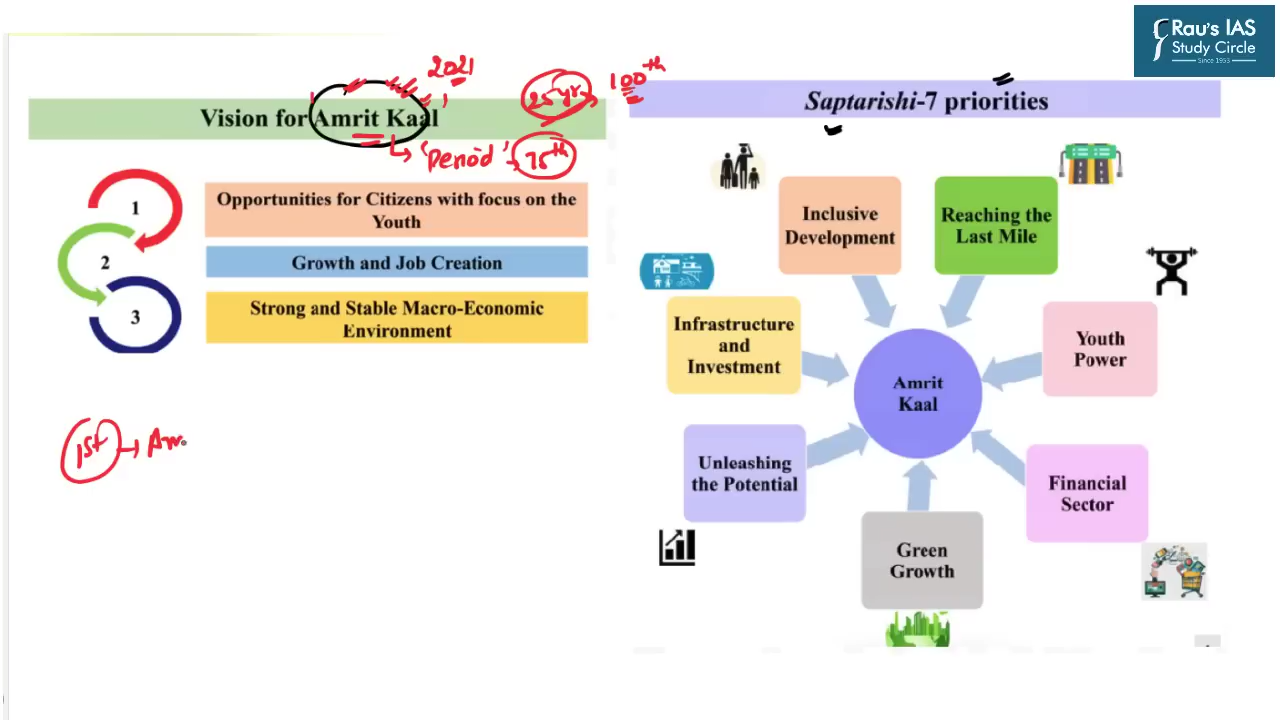 Rau's IAS
Study Circle
Since 1953
2021
25 yr
100th
Vision for Amrit Kaal
'Period'
75th
1
Opportunities for Citizens with focus on the
Youth
2
Growth and Job Creation
3
Strong and Stable Macro-Economic
Environment
1st → Am
Saptarishi-7 priorities
Inclusive
Development
Reaching the
Last Mile
Infrastructure
and
Investment
Youth
Power
Amrit
Kaal
Unleashing
the Potential
Financial
Sector
Green
Growth